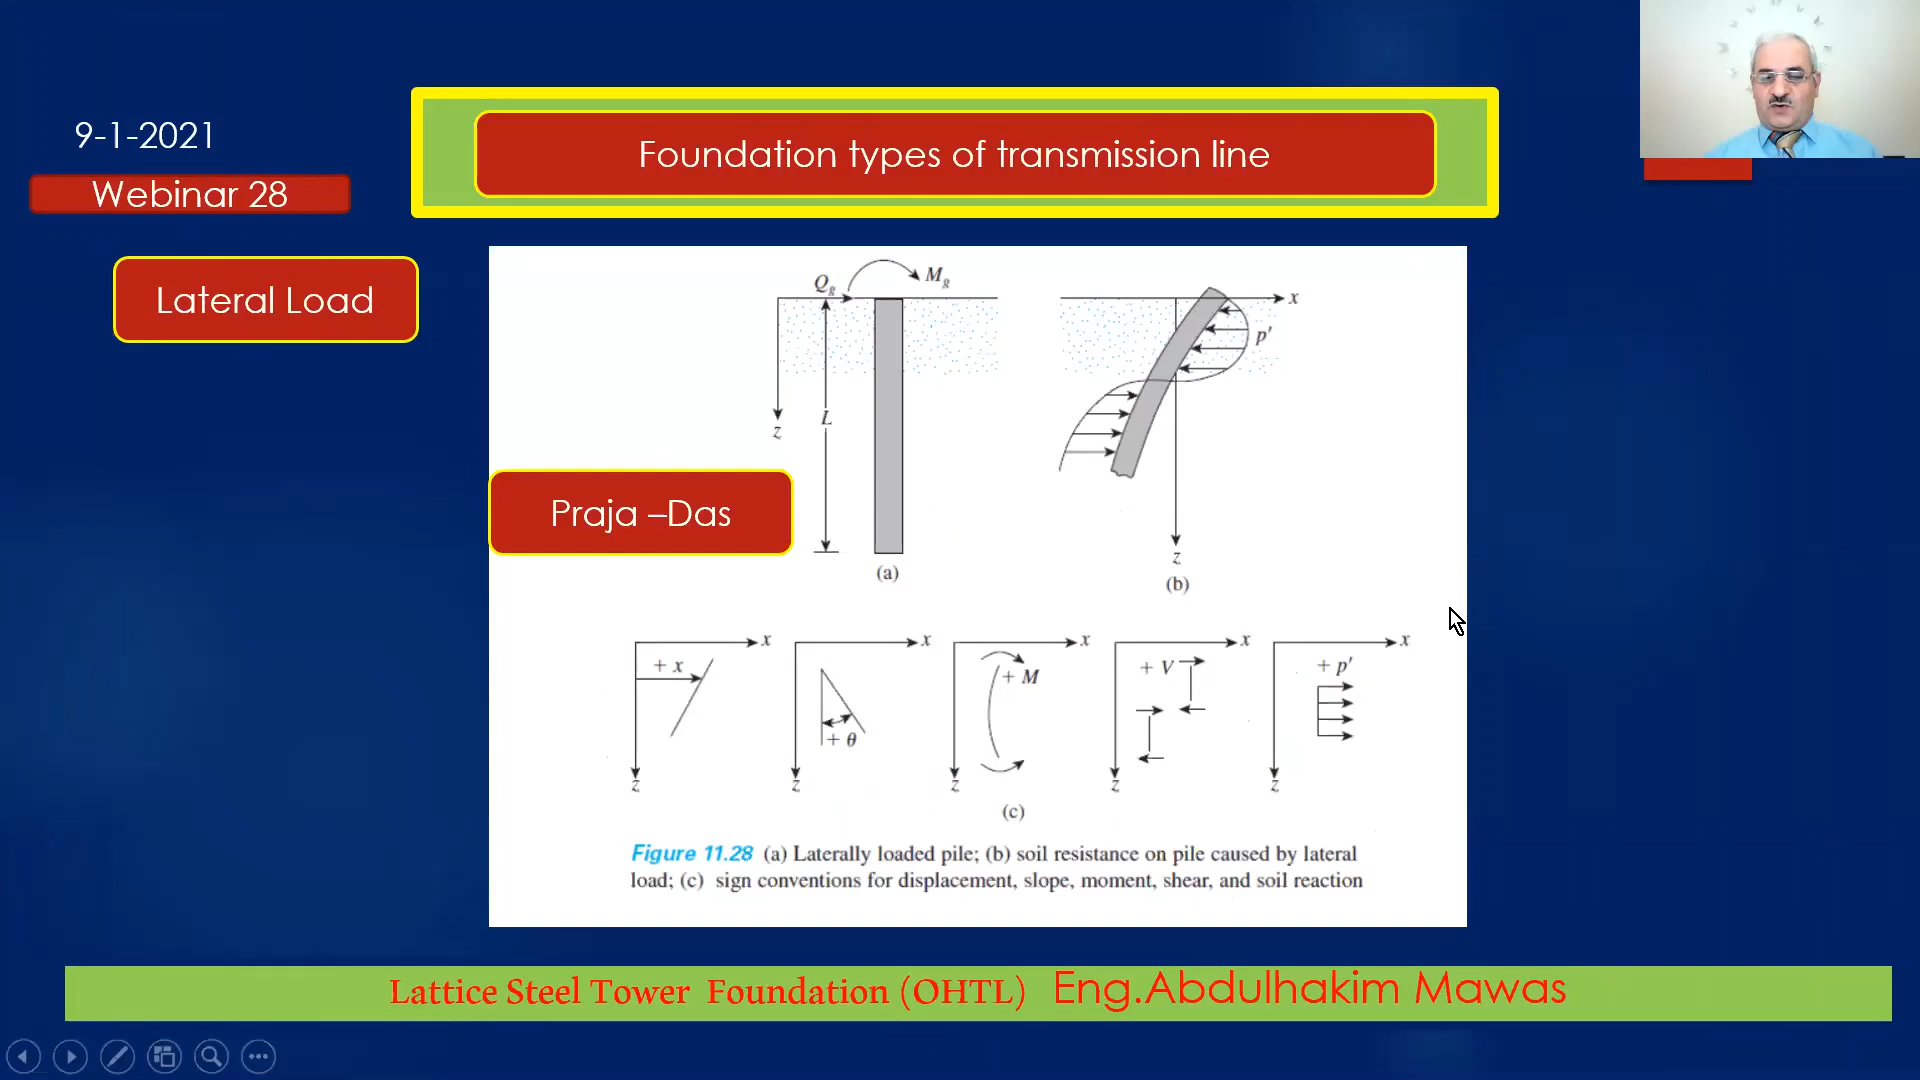 9-1-2021
Webinar 28
Foundation types of transmission line
Lateral Load
Praja –Das
Qg
Mg
L
z
(a)
x
p'
z
(b)
x
+ x
z
x
+ θ
z
x
+ M
z
x
+ V
z
x
+ p'
z
(c)
Figure 11.28 (a) Laterally loaded pile; (b) soil resistance on pile caused by lateral
load; (c) sign conventions for displacement, slope, moment, shear, and soil reaction
Lattice Steel Tower Foundation (OHTL) Eng.Abdulhakim Mawas